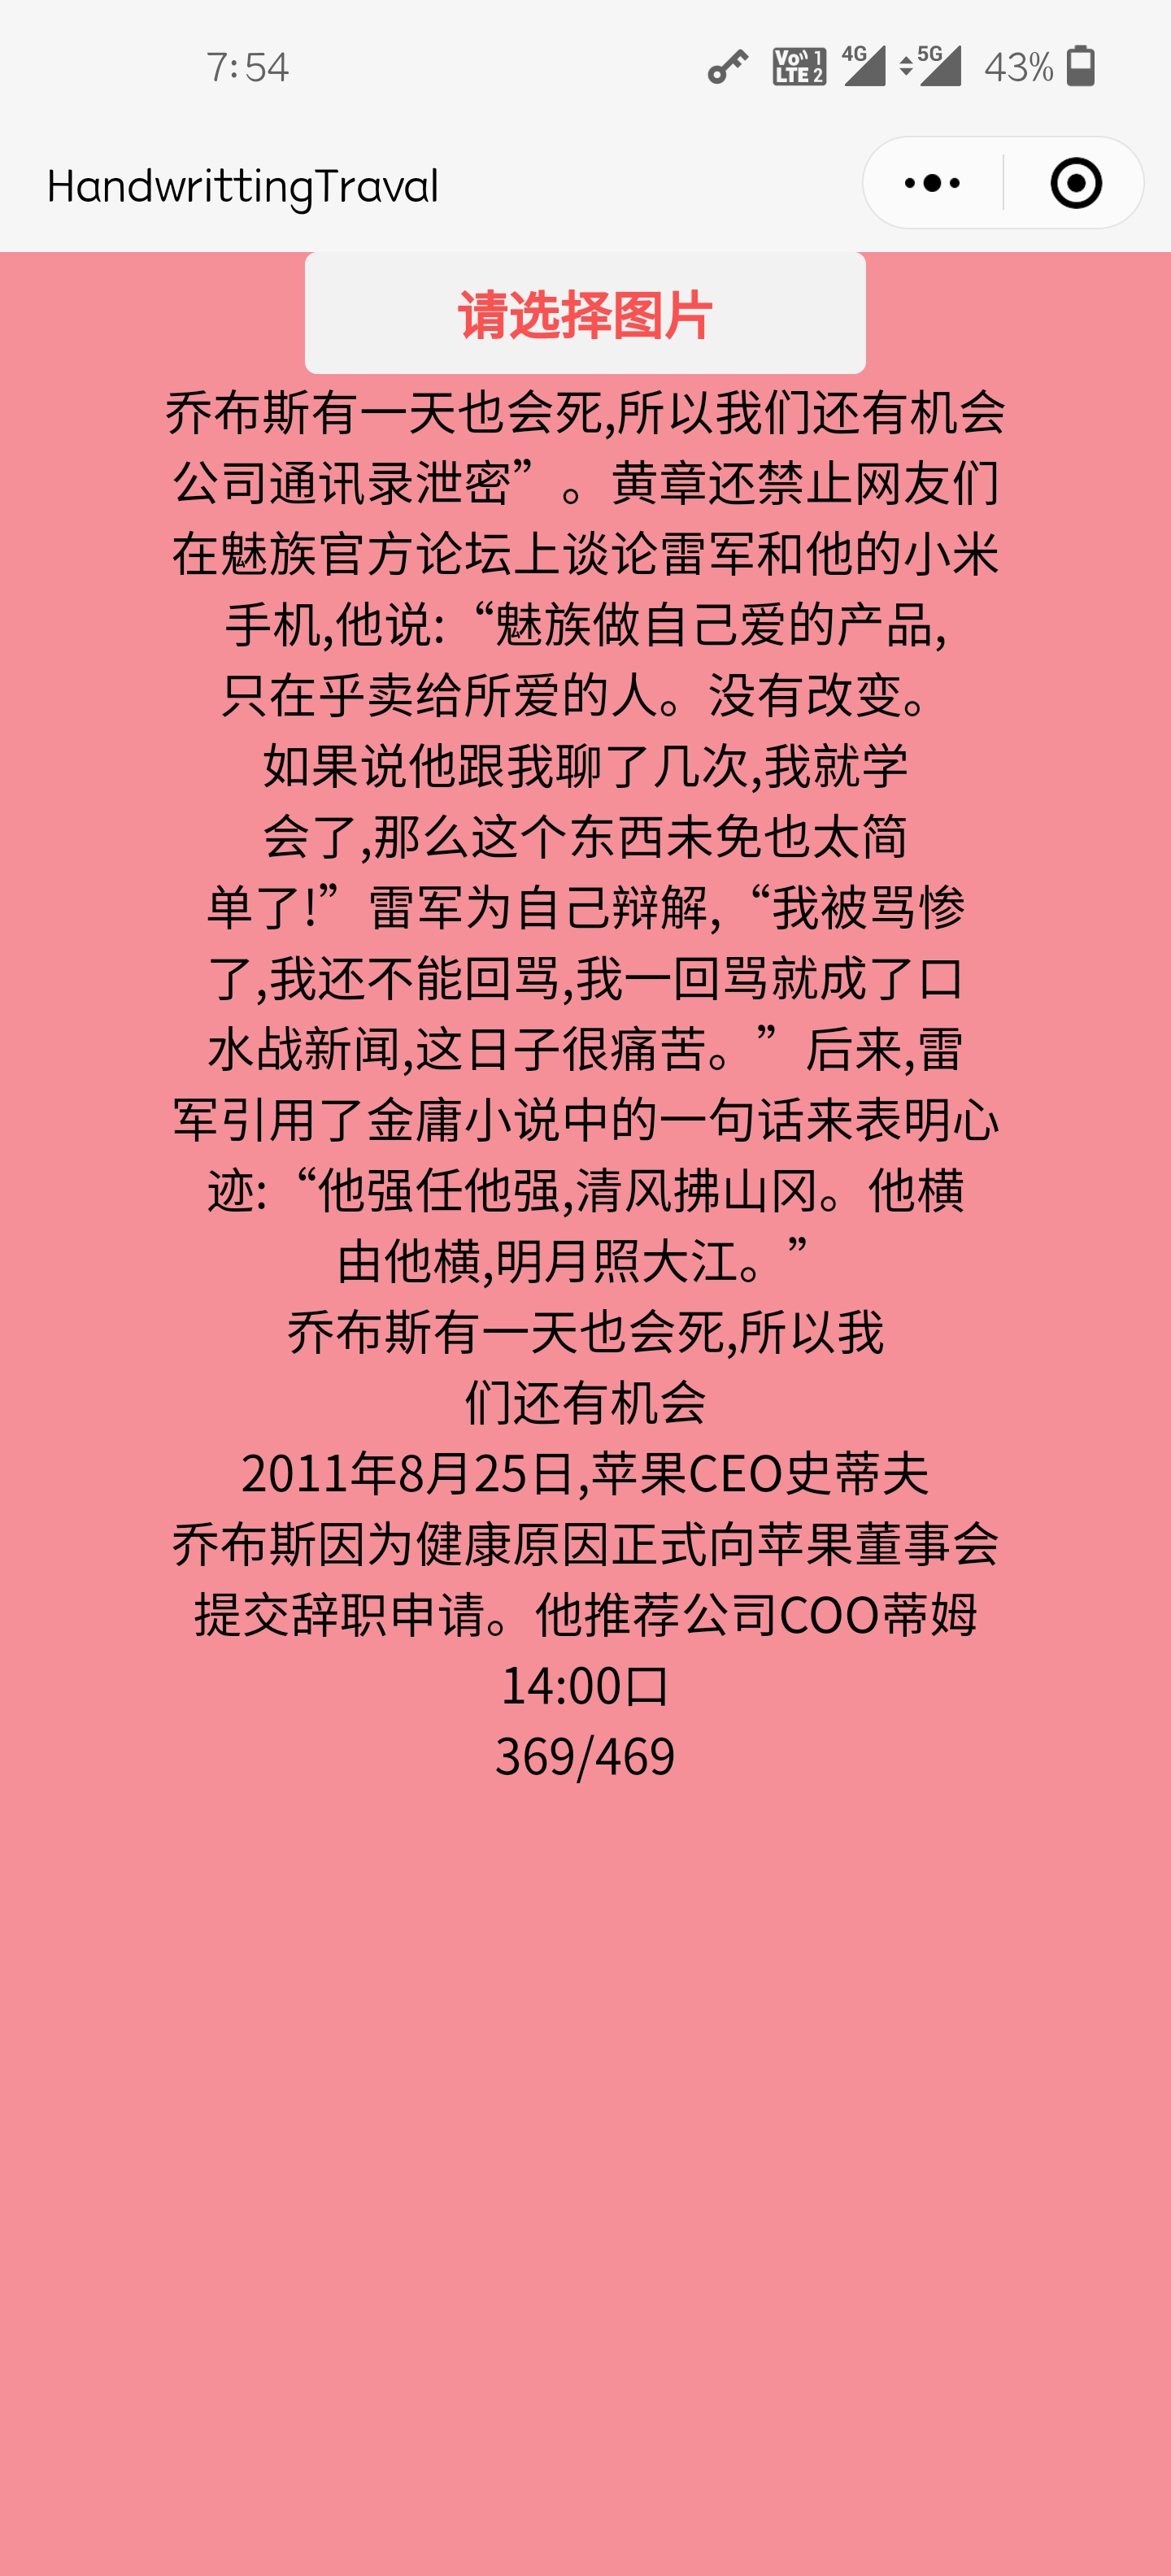 7:54
Vo LTE 1 2 4G 5G 43%
HandwrittingTraval
请选择图片
乔布斯有一天也会死,所以我们还有机会
公司通讯录泄密”。黄章还禁止网友们
在魅族官方论坛上谈论雷军和他的小米
手机,他说:“魅族做自己爱的产品,
只在乎卖给所爱的人。没有改变。
如果说他跟我聊了几次,我就学
会了,那么这个东西未免也太简
单了!”雷军为自己辩解,“我被骂惨
了,我还不能回骂,我一回骂就成了口
水战新闻,这日子很痛苦。”后来,雷
军引用了金庸小说中的一句话来表明心
迹:“他强任他强,清风拂山冈。他横
由他横,明月照大江。”
乔布斯有一天也会死,所以我
们还有机会
2011年8月25日,苹果CEO史蒂夫
乔布斯因为健康原因正式向苹果董事会
提交辞职申请。他推荐公司COO蒂姆
14:00口
369/469